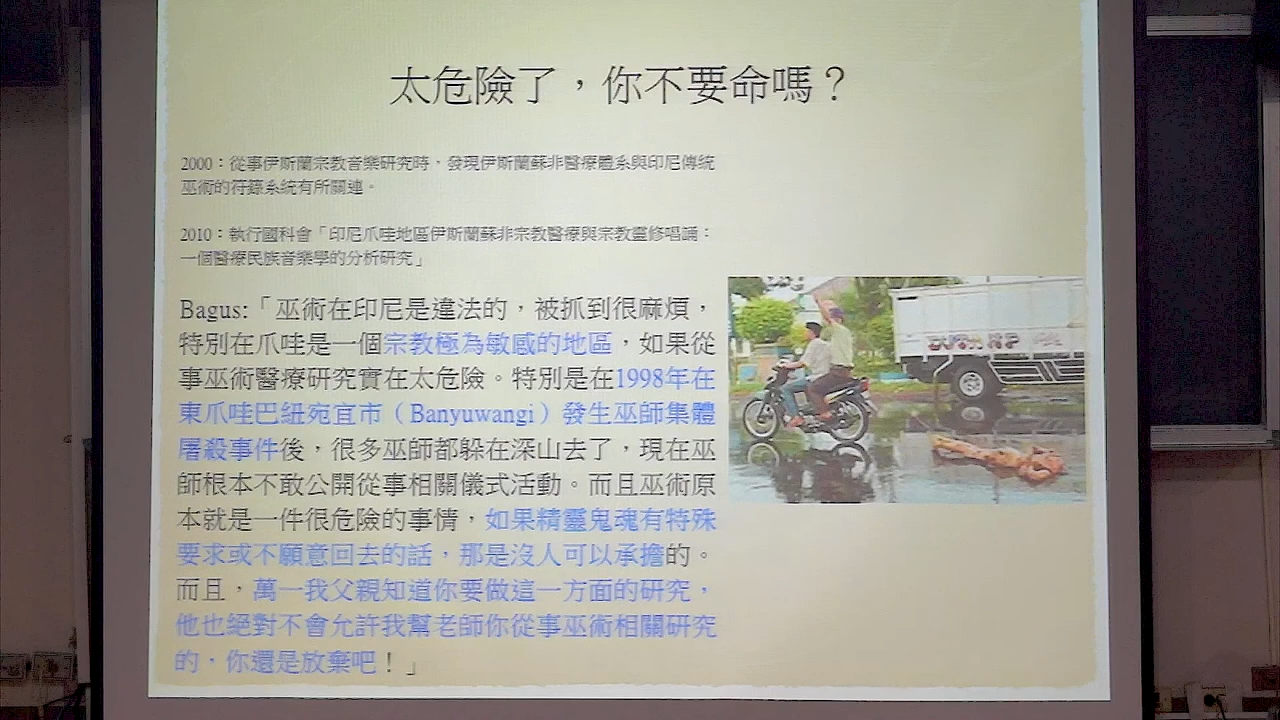 太危險了，你不要命嗎？
2000：從事伊斯蘭宗教音樂研究時，發現伊斯蘭蘇非醫療體系與印尼傳統
巫術的符籙系統有所關連。
2010：執行國科會「印尼爪哇地區伊斯蘭蘇非宗教醫療與宗教靈修唱誦：
一個醫療民族音樂學的分析研究」
Bagus:「巫術在印尼是違法的，被抓到很麻煩，
特別在爪哇是一個宗教極為敏感的地區，如果從
事巫術醫療研究實在太危險。特別是在1998年在
東爪哇巴紐宛宜市（Banyuwangi）發生巫師集體
屠殺事件後，很多巫師都躲在深山去了，現在巫
師根本不敢公開從事相關儀式活動。而且巫術原
本就是一件很危險的事情，如果精靈鬼魂有特殊
要求或不願意回去的話，那是沒人可以承擔的。
而且，萬一我父親知道你要做這一方面的研究，
他也絕對不會允許我幫老師你從事巫術相關研究
的，你還是放棄吧！」